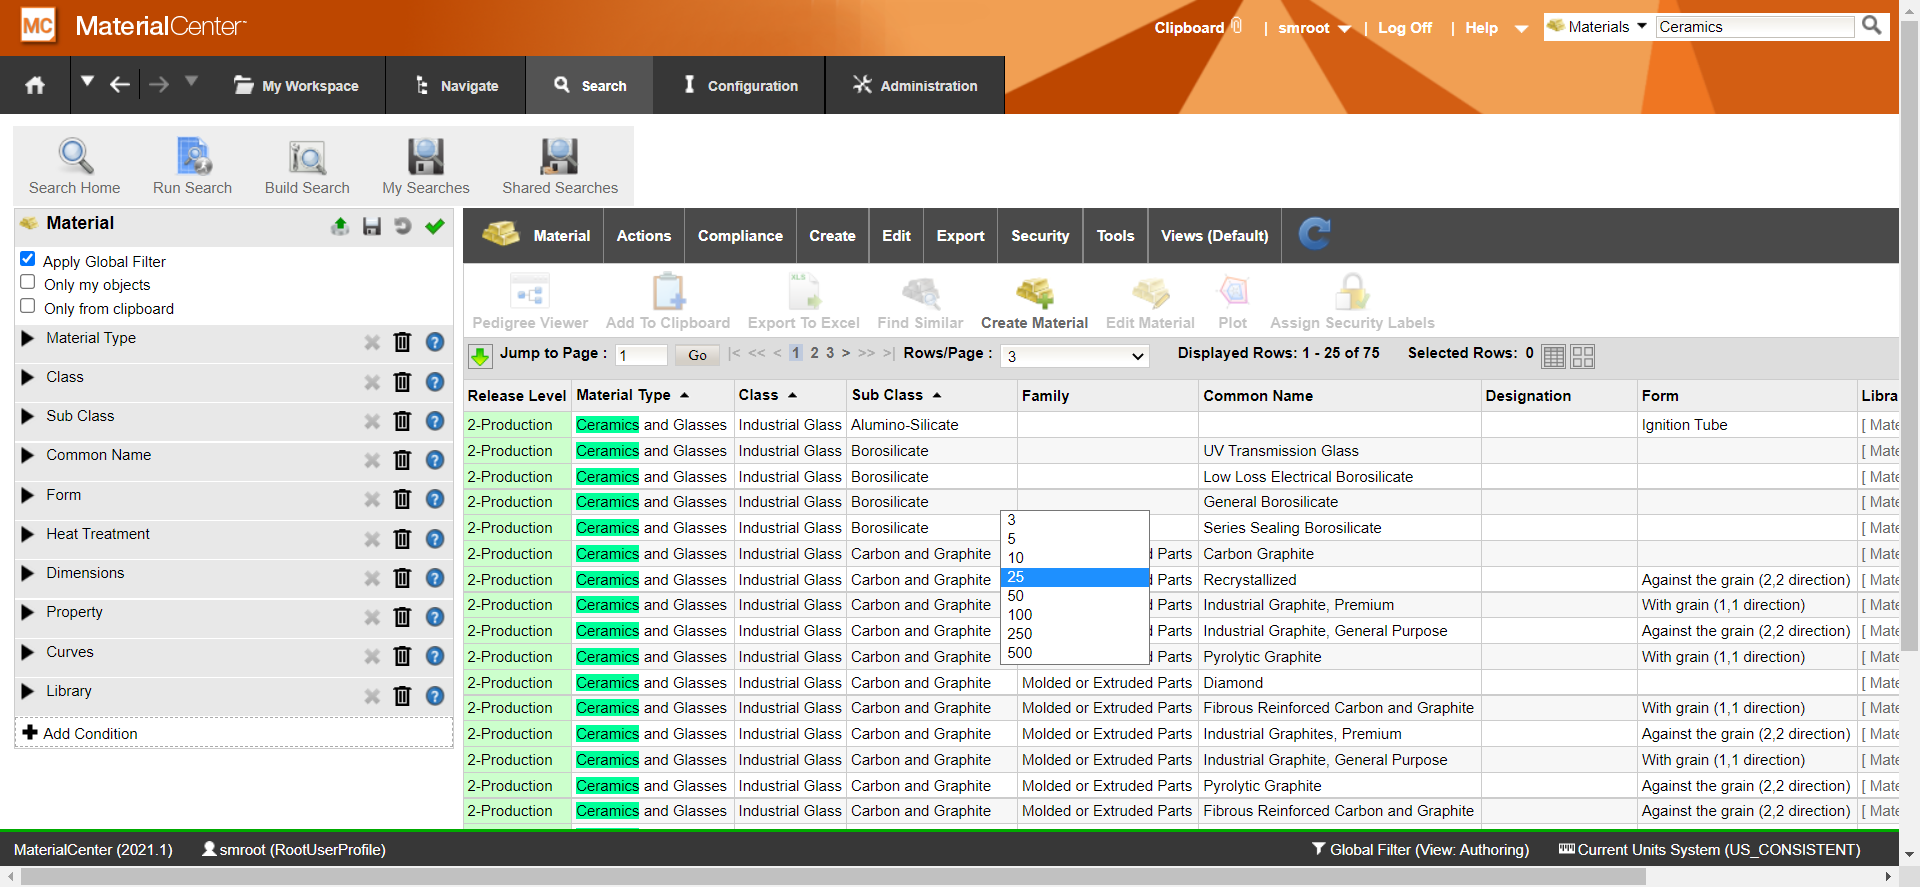 MC MaterialCenter
Clipboard | smroot | Log Off | Help Materials Ceramics
My Workspace Navigate Search Configuration Administration
Search Home Run Search Build Search My Searches Shared Searches
Material
Apply Global Filter
Only my objects
Only from clipboard
Material Type
Class
Sub Class
Common Name
Form
Heat Treatment
Dimensions
Property
Curves
Library
Add Condition
Material Actions Compliance Create Edit Export Security Tools Views (Default)
Pedigree Viewer Add To Clipboard XLS Export To Excel Find Similar Create Material Edit Material Plot Assign Security Labels
Jump to Page : 1 Go |< << < 1 2 3 > >> >| Rows/Page : 3 Displayed Rows: 1 - 25 of 75 Selected Rows: 0
Release Level Material Type Class Sub Class Family Common Name Designation Form Libra
2-Production Ceramics and Glasses Industrial Glass Alumino-Silicate Ignition Tube [ Mate
2-Production Ceramics and Glasses Industrial Glass Borosilicate UV Transmission Glass [ Mate
2-Production Ceramics and Glasses Industrial Glass Borosilicate Low Loss Electrical Borosilicate [ Mate
2-Production Ceramics and Glasses Industrial Glass Borosilicate General Borosilicate [ Mate
2-Production Ceramics and Glasses Industrial Glass Borosilicate Series Sealing Borosilicate [ Mate
2-Production Ceramics and Glasses Industrial Glass Carbon and Graphite Parts Carbon Graphite [ Mate
2-Production Ceramics and Glasses Industrial Glass Carbon and Graphite Parts Recrystallized Against the grain (2,2 direction) [ Mate
2-Production Ceramics and Glasses Industrial Glass Carbon and Graphite Parts Industrial Graphite, Premium With grain (1,1 direction) [ Mate
2-Production Ceramics and Glasses Industrial Glass Carbon and Graphite Parts Industrial Graphite, General Purpose Against the grain (2,2 direction) [ Mate
2-Production Ceramics and Glasses Industrial Glass Carbon and Graphite Parts Pyrolytic Graphite With grain (1,1 direction) [ Mate
2-Production Ceramics and Glasses Industrial Glass Carbon and Graphite Molded or Extruded Parts Diamond [ Mate
2-Production Ceramics and Glasses Industrial Glass Carbon and Graphite Molded or Extruded Parts Fibrous Reinforced Carbon and Graphite With grain (1,1 direction) [ Mate
2-Production Ceramics and Glasses Industrial Glass Carbon and Graphite Molded or Extruded Parts Industrial Graphites, Premium Against the grain (2,2 direction) [ Mate
2-Production Ceramics and Glasses Industrial Glass Carbon and Graphite Molded or Extruded Parts Industrial Graphite, General Purpose With grain (1,1 direction) [ Mate
2-Production Ceramics and Glasses Industrial Glass Carbon and Graphite Molded or Extruded Parts Pyrolytic Graphite Against the grain (2,2 direction) [ Mate
2-Production Ceramics and Glasses Industrial Glass Carbon and Graphite Molded or Extruded Parts Fibrous Reinforced Carbon and Graphite Against the grain (2,2 direction) [ Mate
3
5
10
25
50
100
250
500
MaterialCenter (2021.1) smroot (RootUserProfile) Global Filter (View: Authoring) Current Units System (US_CONSISTENT)